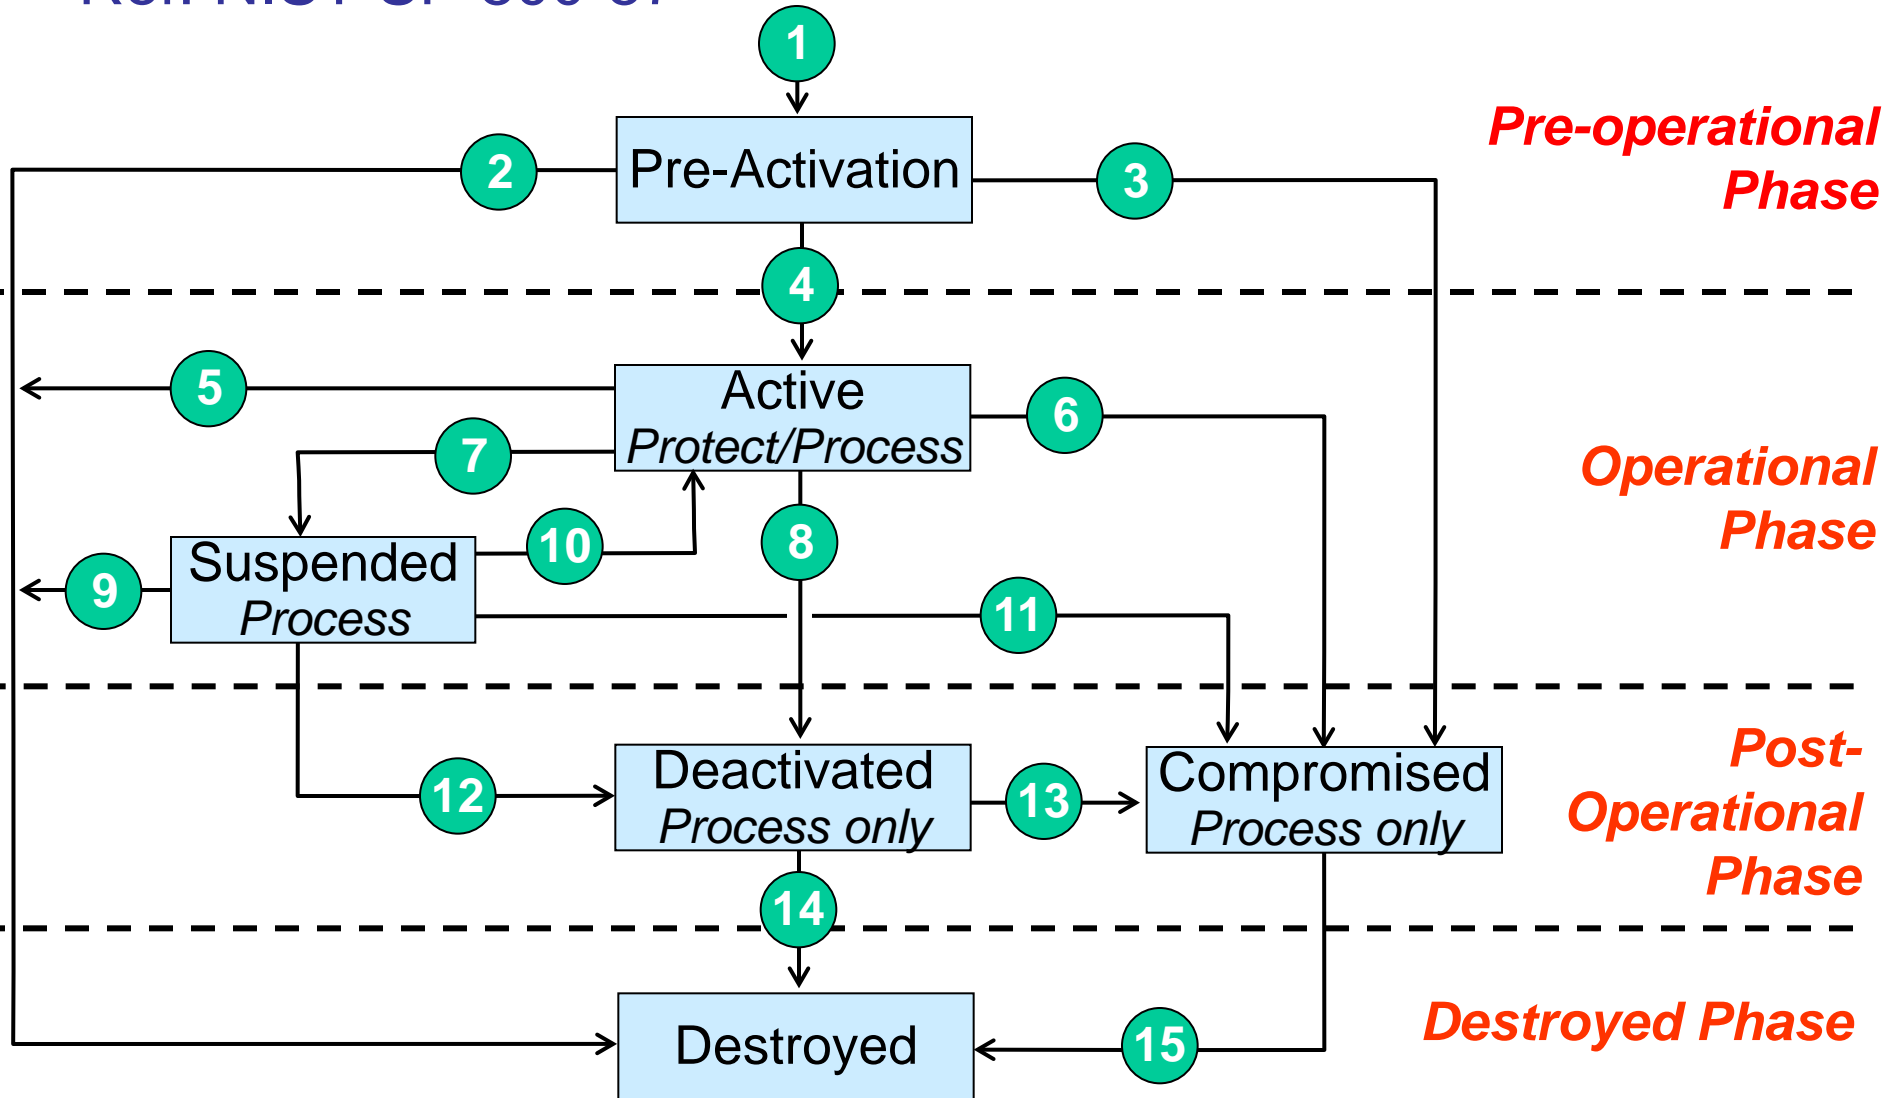 1
Pre-operational
Phase
2
Pre-Activation
3
4
5
Active
Protect/Process
6
7
Operational
Phase
8
10
Suspended
Process
9
11
Deactivated
Process only
Compromised
Process only
12
13
Post-
Operational
Phase
14
Destroyed
15
Destroyed Phase